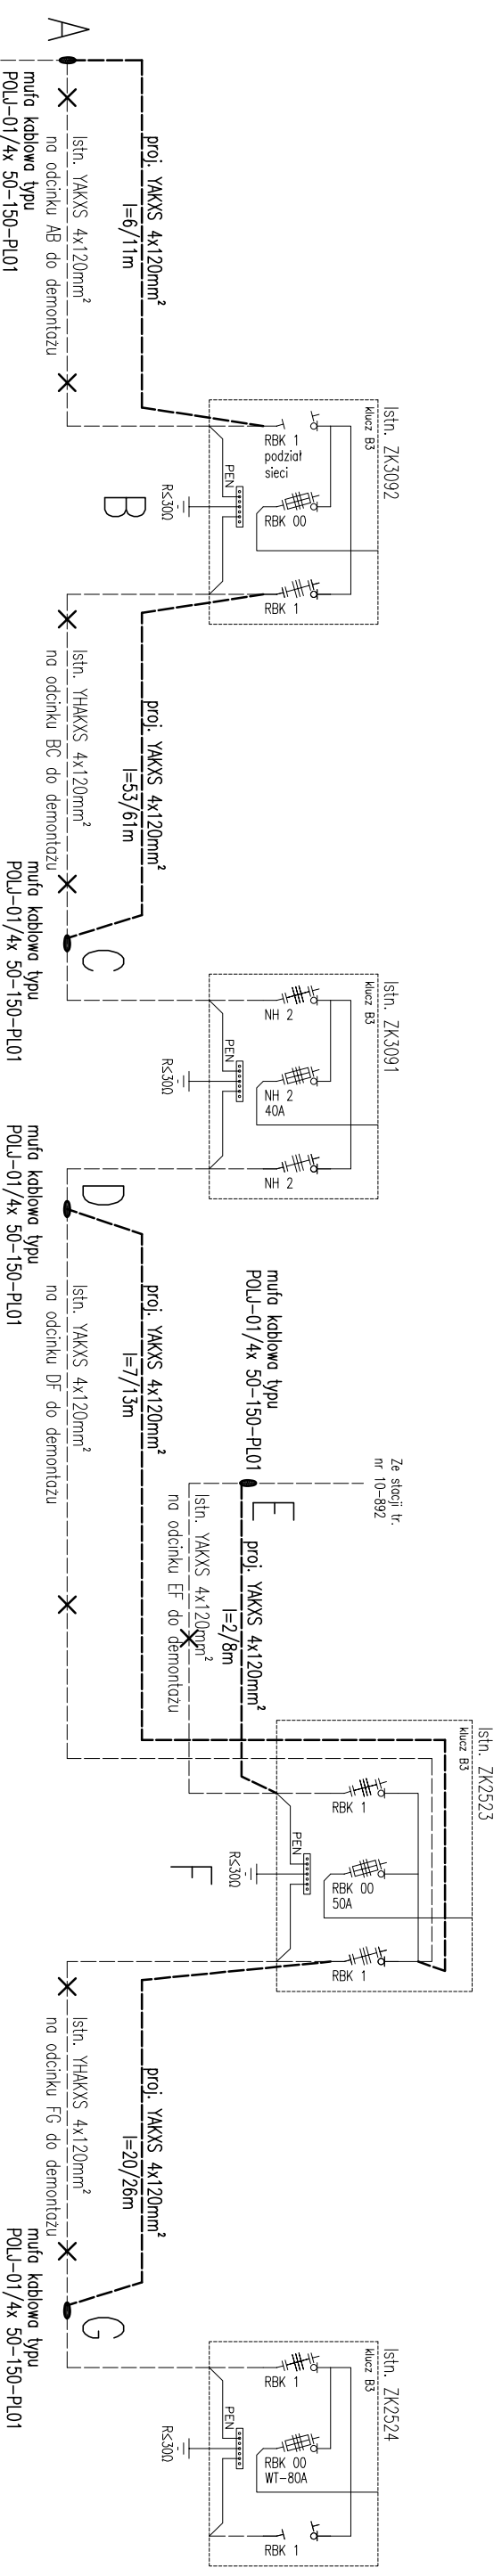 A
mufa kablowa typu
POLJ-01/4x 50-150-PL01
proj. YAKXS 4x120mm²
l=6/11m
Istn. YAKXS 4x120mm²
na odcinku AB do demontażu
Istn. ZK3092
klucz B3
RBK 1
podział
sieci
RBK 00
RBK 1
PEN
R≤30Ω
B
proj. YAKXS 4x120mm²
l=53/61m
Istn. YHAKXS 4x120mm²
na odcinku BC do demontażu
C
mufa kablowa typu
POLJ-01/4x 50-150-PL01
Istn. ZK3091
klucz B3
NH 2
NH 2
40A
NH 2
PEN
R≤30Ω
D
mufa kablowa typu
POLJ-01/4x 50-150-PL01
proj. YAKXS 4x120mm²
l=7/13m
Istn. YAKXS 4x120mm²
na odcinku DF do demontażu
Ze stacji tr.
nr 10-892
mufa kablowa typu
POLJ-01/4x 50-150-PL01
E
proj. YAKXS 4x120mm²
l=2/8m
Istn. YAKXS 4x120mm²
na odcinku EF do demontażu
Istn. ZK2523
klucz B3
RBK 1
RBK 00
50A
RBK 1
PEN
R≤30Ω
F
proj. YAKXS 4x120mm²
l=20/26m
Istn. YHAKXS 4x120mm²
na odcinku FG do demontażu
G
mufa kablowa typu
POLJ-01/4x 50-150-PL01
Istn. ZK2524
klucz B3
RBK 1
RBK 00
WT-80A
RBK 1
PEN
R≤30Ω